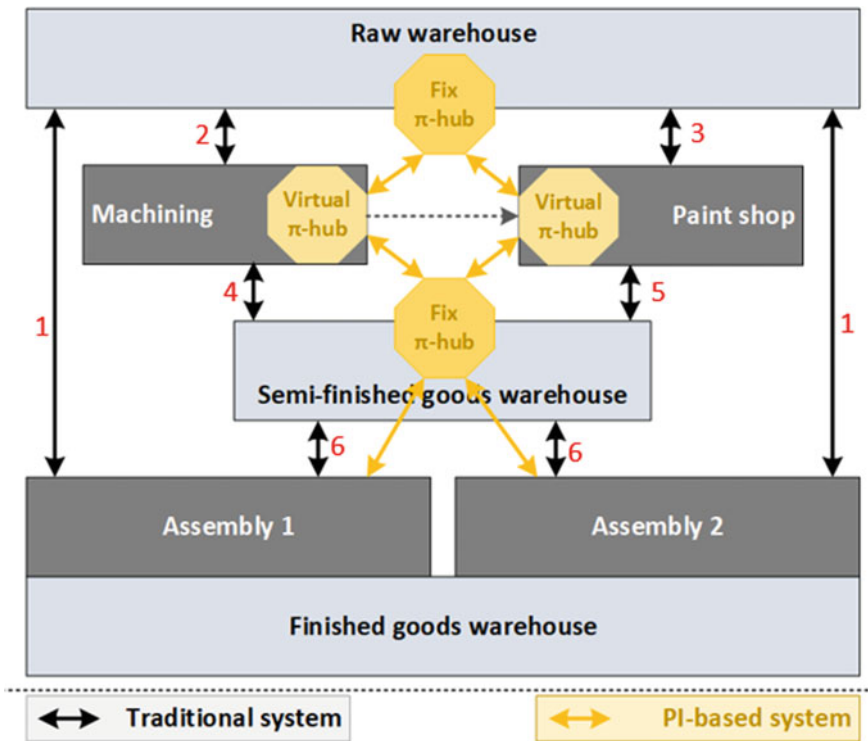 Raw warehouse
Fix
π-hub
2
3
Machining
Virtual
π-hub
Virtual
π-hub
Paint shop
4
Fix
π-hub
5
1
1
Semi-finished goods warehouse
6
6
Assembly 1
Assembly 2
Finished goods warehouse
Traditional system
PI-based system